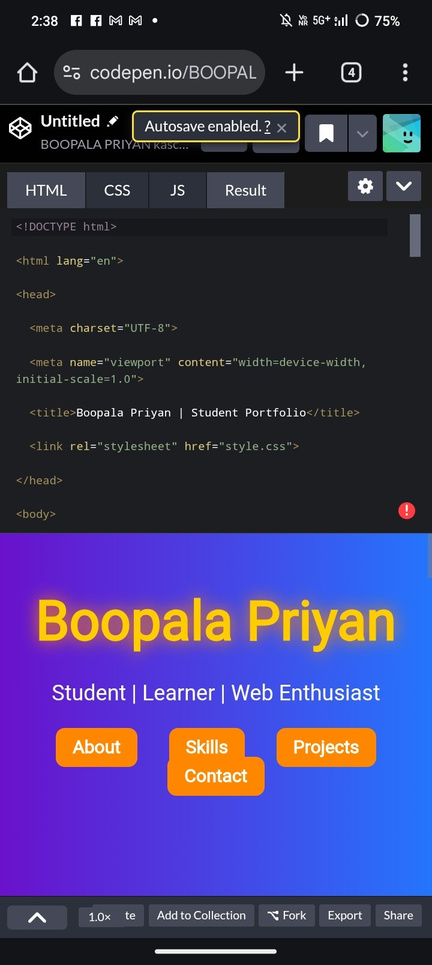 2:38
5G+
75%
codepen.io/BOOPAL
4
Untitled
Autosave enabled. ?
BOOPALA PRIYAN
HTML
CSS
JS
Result
<!DOCTYPE html>
<html lang="en">
<head>
<meta charset="UTF-8">
<meta name="viewport" content="width=device-width,
initial-scale=1.0">
<title>Boopala Priyan | Student Portfolio</title>
<link rel="stylesheet" href="style.css">
</head>
<body>
Boopala Priyan
Student | Learner | Web Enthusiast
About
Skills
Projects
Contact
1.0×
te
Add to Collection
Fork
Export
Share